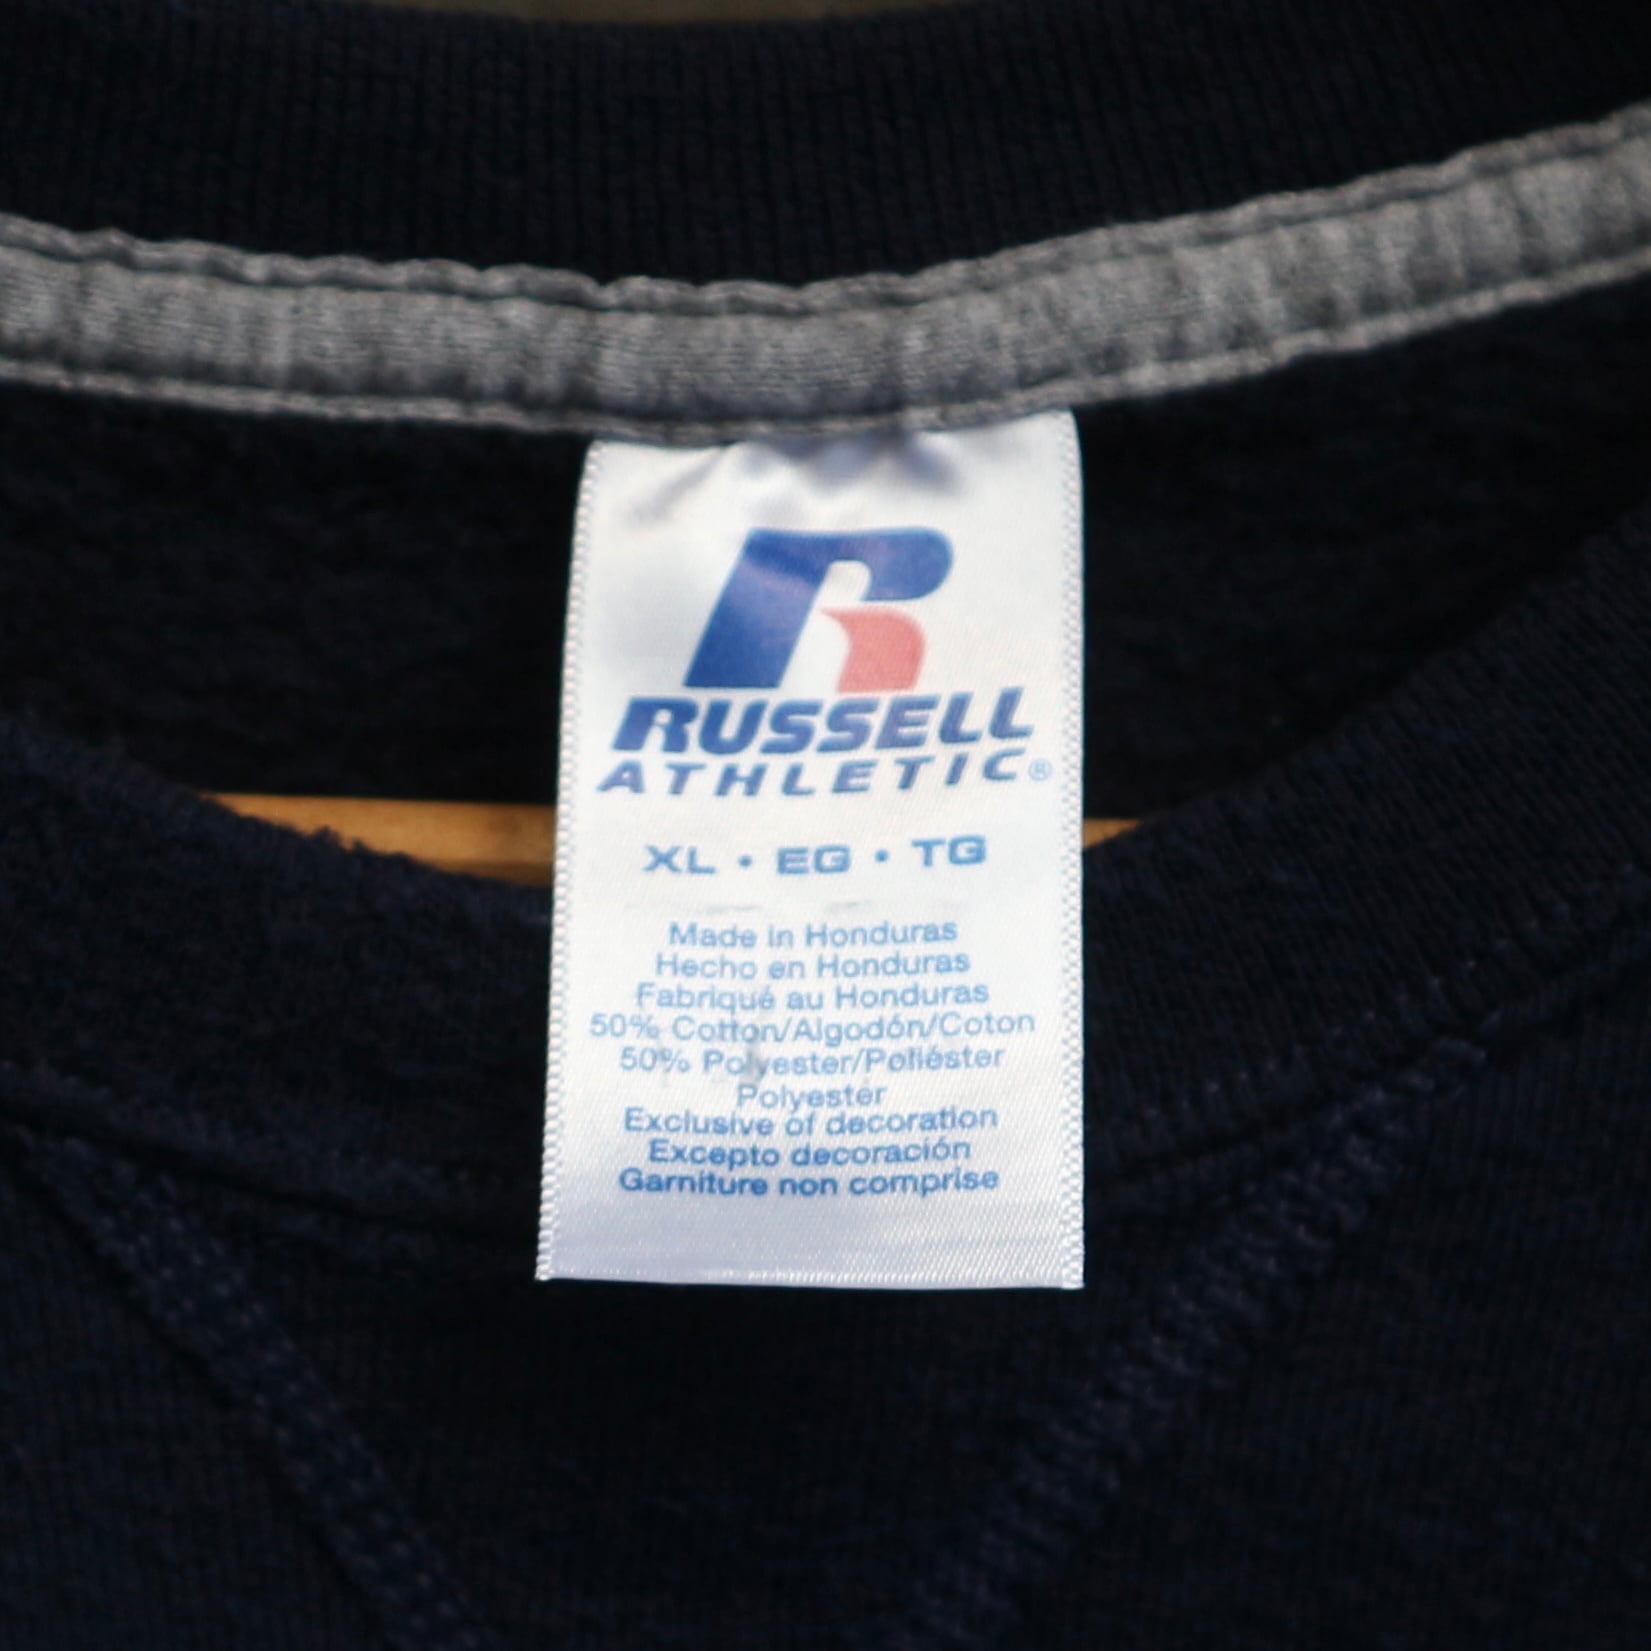 R
RUSSELL
ATHLETIC®
XL • EG • TG
Made in Honduras
Hecho en Honduras
Fabriqué au Honduras
50% Cotton/Algodón/Coton
50% Polyester/Poliéster
Polyester
Exclusive of decoration
Excepto decoración
Garniture non comprise